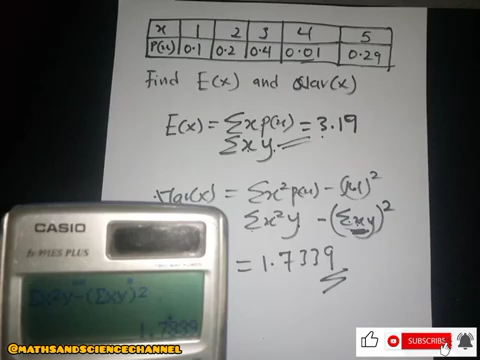 x 1 2 3 4 5
P(x) 0.1 0.2 0.4 0.01 0.29
Find E(x) and Var(x)
E(x) = Σxp(x) = 3.19
Σxy
Var(x) = Σx²p(x) - (μ)²
Σx²y - (Σxy)²
= 1.7339
CASIO
fx-991ES PLUS
Σx²y-(Σxy)2
SUBSCRIBE
@MATHSANDSCIENCECHANNEL